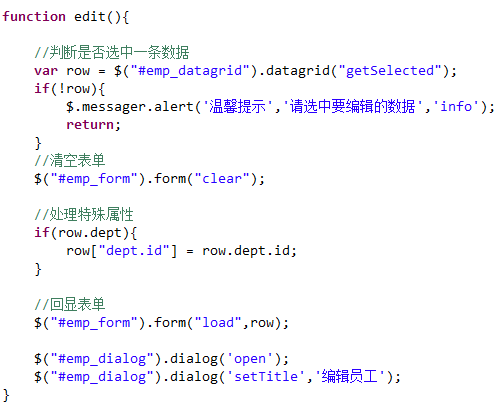 function edit(){
//判断是否选中一条数据
var row = $("#emp_datagrid").datagrid("getSelected");
if(!row){
$.messager.alert('温馨提示','请选中要编辑的数据','info');
return;
}
//清空表单
$("#emp_form").form("clear");
//处理特殊属性
if(row.dept){
row["dept.id"] = row.dept.id;
}
//回显表单
$("#emp_form").form("load",row);
$("#emp_dialog").dialog('open');
$("#emp_dialog").dialog('setTitle','编辑员工');
}